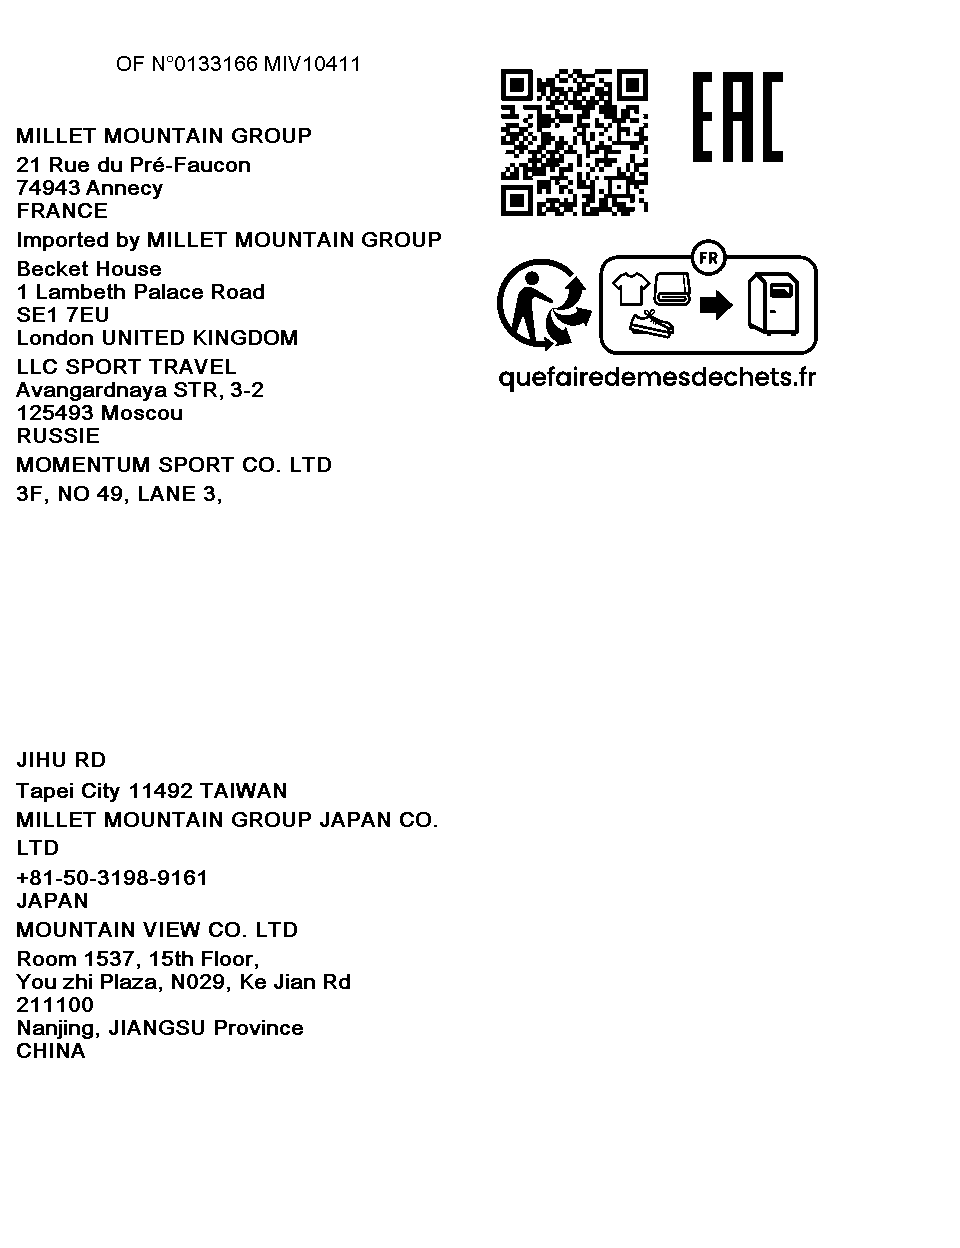 OF N°0133166 MIV10411
MILLET MOUNTAIN GROUP
21 Rue du Pré-Faucon
74943 Annecy
FRANCE
Imported by MILLET MOUNTAIN GROUP
Becket House
1 Lambeth Palace Road
SE1 7EU
London UNITED KINGDOM
LLC SPORT TRAVEL
Avangardnaya STR, 3-2
125493 Moscou
RUSSIE
MOMENTUM SPORT CO. LTD
3F, NO 49, LANE 3,
EAC
FR
quefairedemesdechets.fr
JIHU RD
Tapei City 11492 TAIWAN
MILLET MOUNTAIN GROUP JAPAN CO.
LTD
+81-50-3198-9161
JAPAN
MOUNTAIN VIEW CO. LTD
Room 1537, 15th Floor,
You zhi Plaza, N029, Ke Jian Rd
211100
Nanjing, JIANGSU Province
CHINA